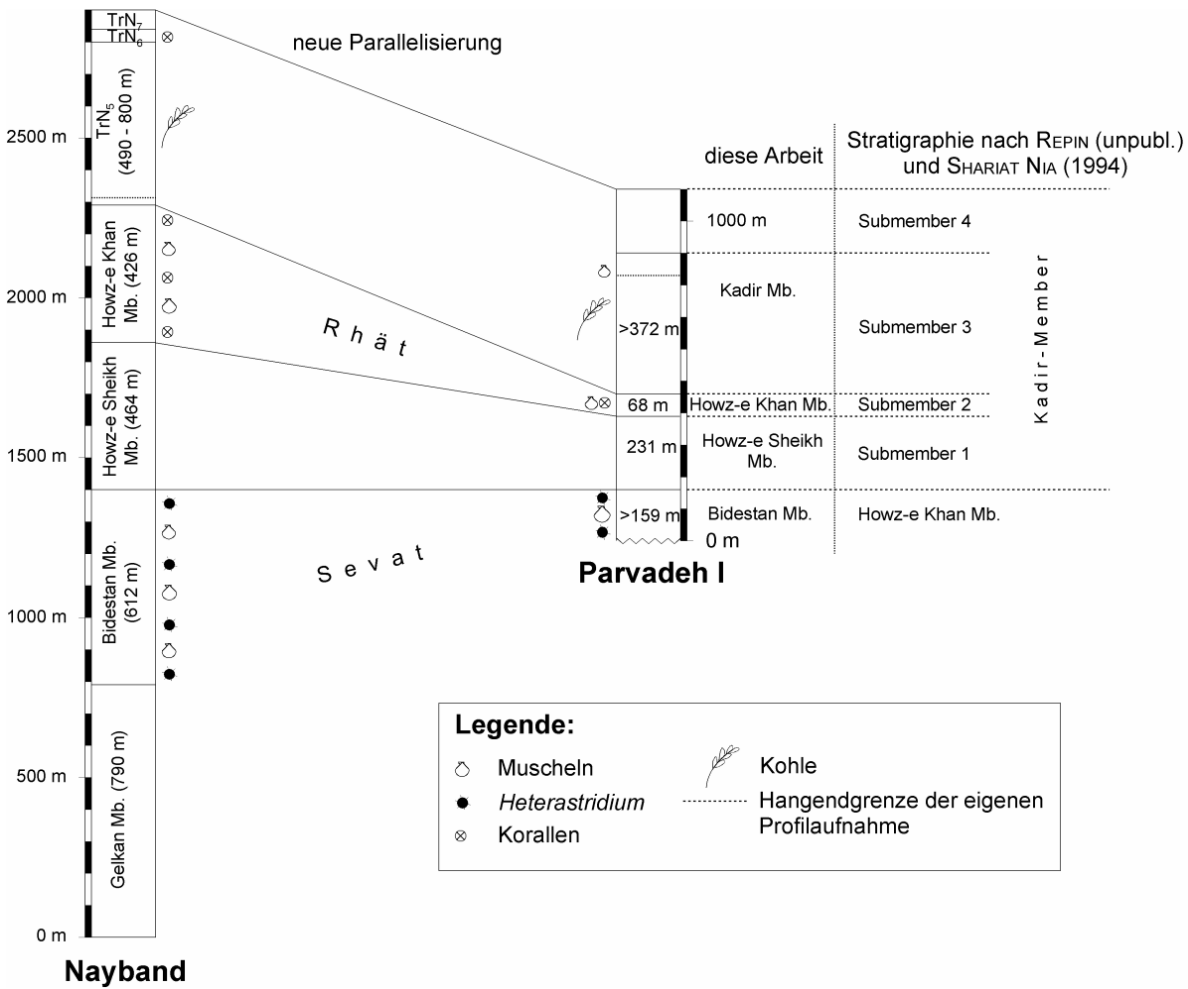 neue Parallelisierung
TrN7
TrN6
TrN5
(490 - 800 m)
Howz-e Khan
Mb. (426 m)
Howz-e Sheikh
Mb. (464 m)
Bidestan Mb.
(612 m)
Gelkan Mb. (790 m)
2500 m
2000 m
1500 m
1000 m
500 m
0 m
Nayband
Rhät
Sevat
diese Arbeit
Stratigraphie nach REPIN (unpubl.)
und SHARIAT NIA (1994)
1000 m
Submember 4
Kadir Mb.
>372 m
Submember 3
68 m
Howz-e Khan Mb.
Submember 2
231 m
Howz-e Sheikh
Mb.
Submember 1
>159 m
Bidestan Mb.
Howz-e Khan Mb.
0 m
Kadir-Member
Parvadeh I
Legende:
Muscheln
Heterastridium
Korallen
Kohle
Hangendgrenze der eigenen
Profilaufnahme